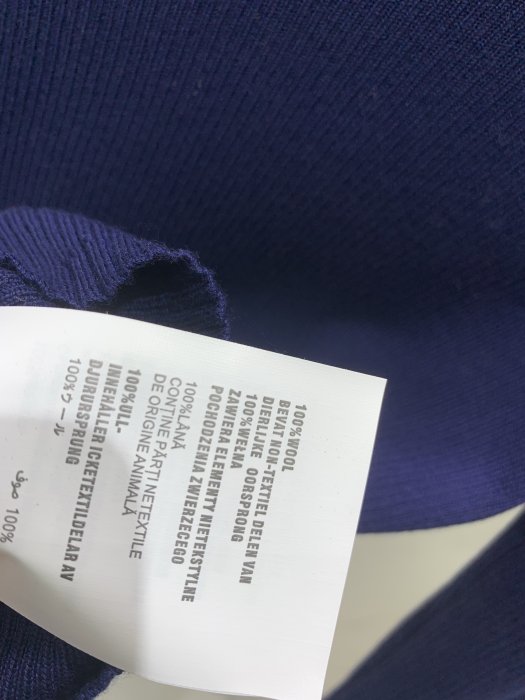 100%WOOL
BEVAT NON-TEXTIEL DELEN VAN
DIERLIJKE OORSPRONG
100%WEŁNA
ZAWIERA ELEMENTY NIETEKSTYLNE
POCHODZENIA ZWIERZECEGO
100%LÂNĂ
CONȚINE PĂRȚI NETEXTILE
DE ORIGINE ANIMALĂ
100%ULL-
INNEHÅLLER ICKETEXTILDELAR AV
DJURURSPRUNG
100%ウール
100% صوف